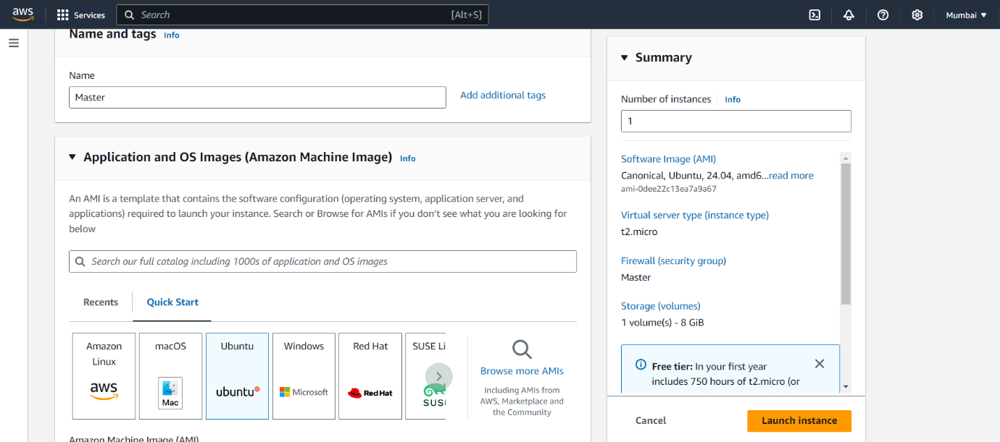 aws
Services
Search
[Alt+S]
Mumbai
Name and tags Info
Name
Master
Add additional tags
Application and OS Images (Amazon Machine Image) Info
An AMI is a template that contains the software configuration (operating system, application server, and
applications) required to launch your instance. Search or Browse for AMIs if you don't see what you are looking for
below
Search our full catalog including 1000s of application and OS images
Recents
Quick Start
Amazon
Linux
aws
macOS
Mac
Ubuntu
ubuntu
Windows
Microsoft
Red Hat
Red Hat
SUSE Li
SUS
Browse more AMIs
Including AMIs from
AWS, Marketplace and
the Community
Amazon Machine Image (AMI)
Summary
Number of instances Info
1
Software Image (AMI)
Canonical, Ubuntu, 24.04, amd6...read more
ami-0dee22c13ea7a9a67
Virtual server type (instance type)
t2.micro
Firewall (security group)
Master
Storage (volumes)
1 volume(s) - 8 GiB
Free tier: In your first year
includes 750 hours of t2.micro (or
Cancel
Launch instance